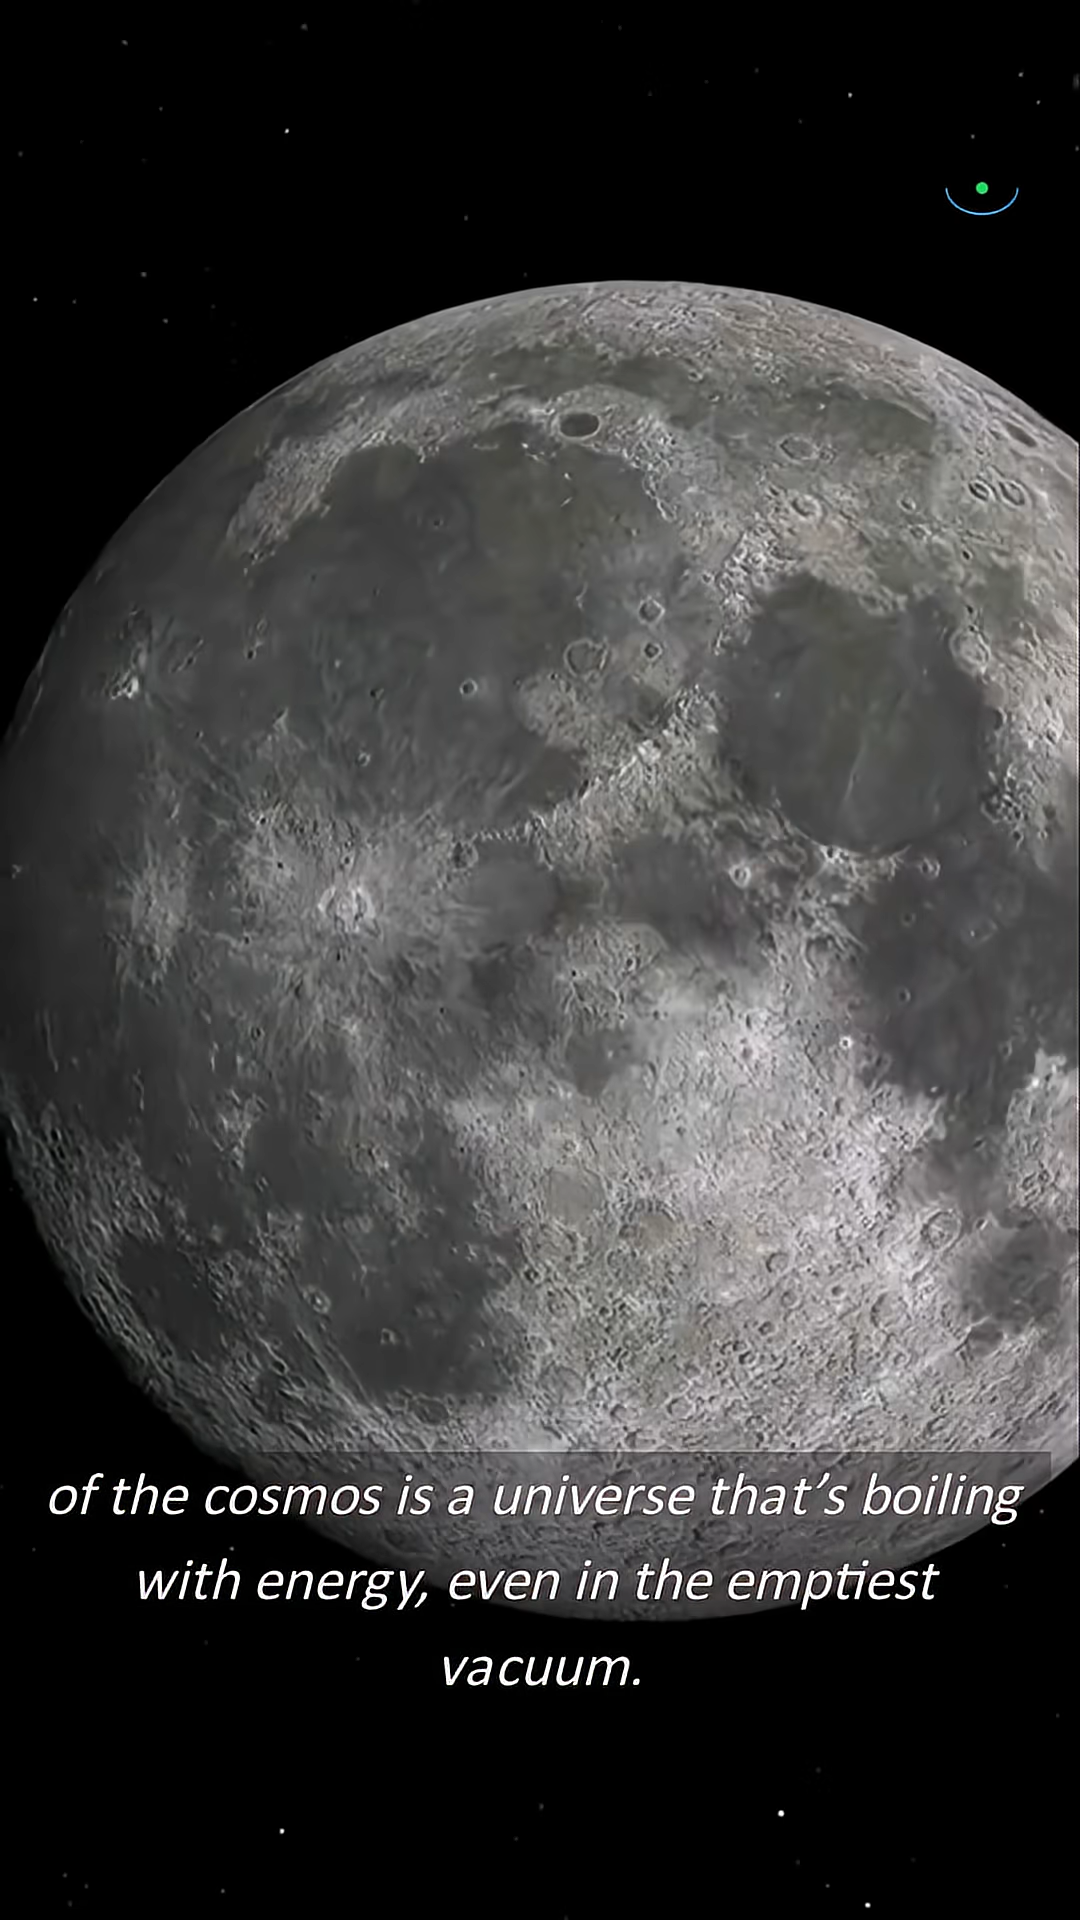 of the cosmos is a universe that’s boiling
with energy, even in the emptiest
vacuum.